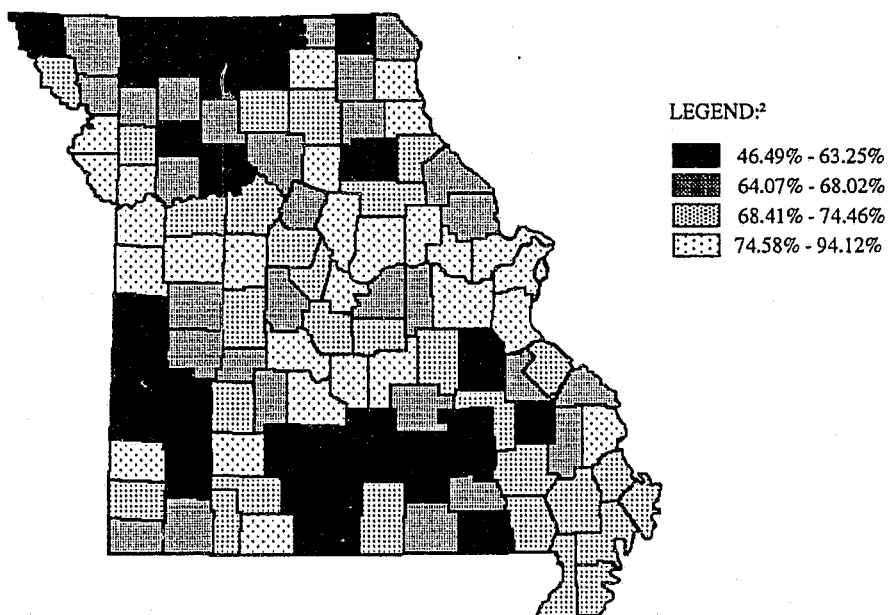 LEGEND:²
46.49% - 63.25%
64.07% - 68.02%
68.41% - 74.46%
74.58% - 94.12%